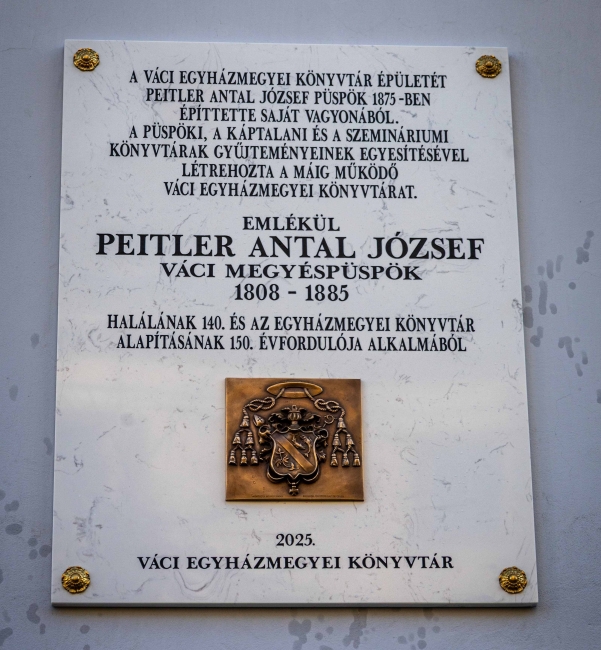 A VÁCI EGYHÁZMEGYEI KÖNYVTÁR ÉPÜLETÉT
PEITLER ANTAL JÓZSEF PÜSPÖK 1875-BEN
ÉPÍTTETTE SAJÁT VAGYONÁBÓL.
A PÜSPÖKI, A KÁPTALANI ÉS A SZEMINÁRIUMI
KÖNYVTÁRAK GYŰJTEMÉNYEINEK EGYESÍTÉSÉVEL
LÉTREHOZTA A MÁIG MŰKÖDŐ
VÁCI EGYHÁZMEGYEI KÖNYVTÁRAT.
EMLÉKÜL
PEITLER ANTAL JÓZSEF
VÁCI MEGYÉSPÜSPÖK
1808 - 1885
HALÁLÁNAK 140. ÉS AZ EGYHÁZMEGYEI KÖNYVTÁR
ALAPÍTÁSÁNAK 150. ÉVFORDULÓJA ALKALMÁBÓL
2025.
VÁCI EGYHÁZMEGYEI KÖNYVTÁR